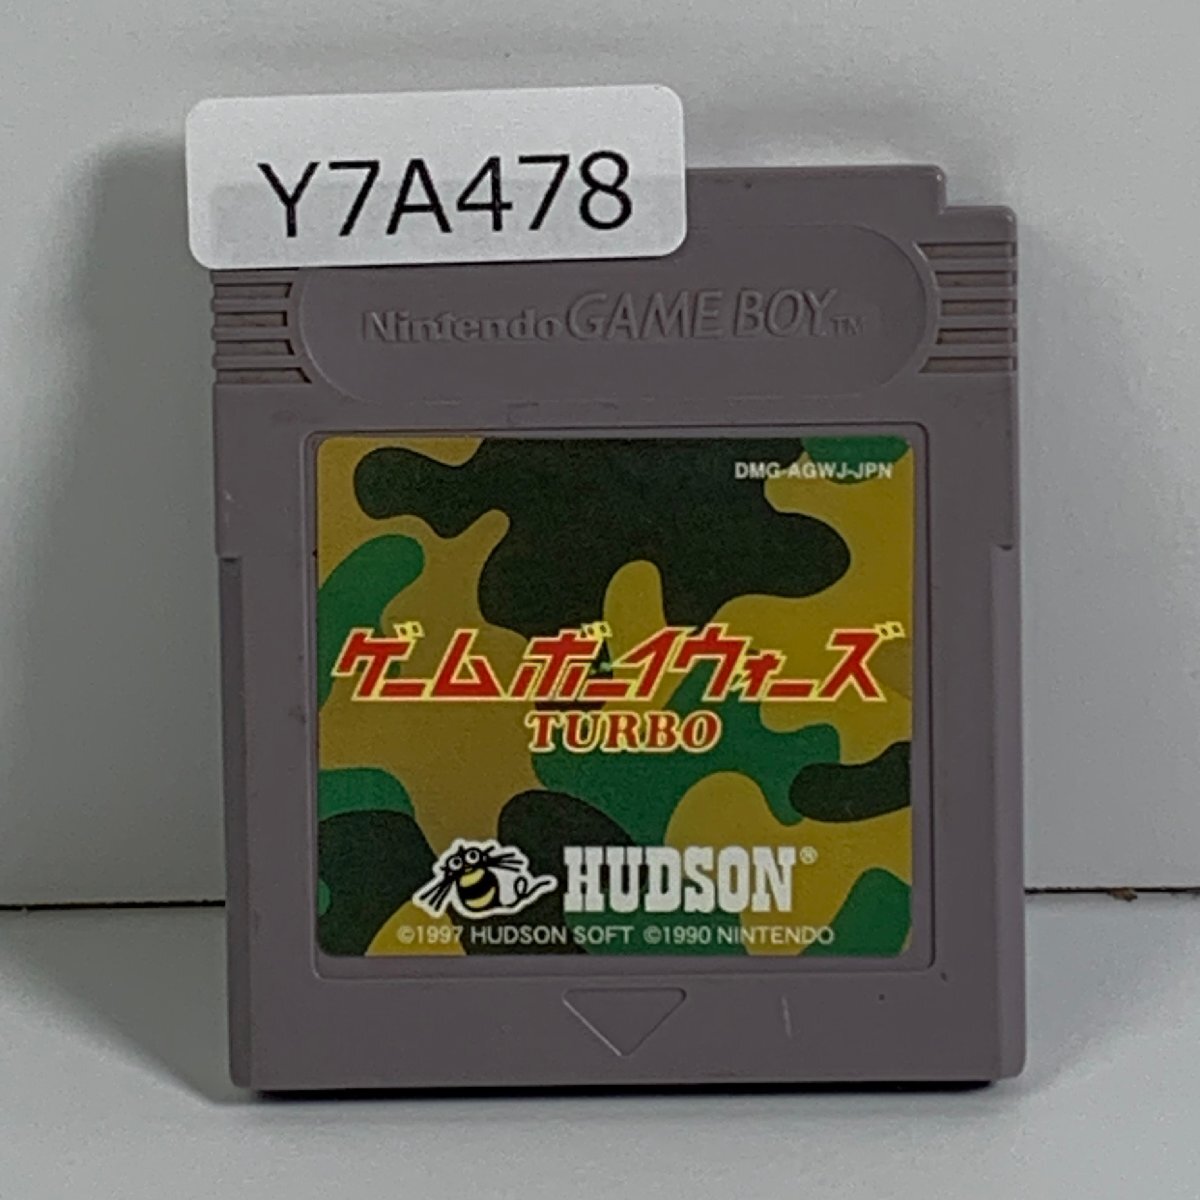 Y7A478
Nintendo GAME BOY TM
DMG-AGWJ-JPN
ゲームボーイウォーズ
TURBO
HUDSON®
©1997 HUDSON SOFT ©1990 NINTENDO